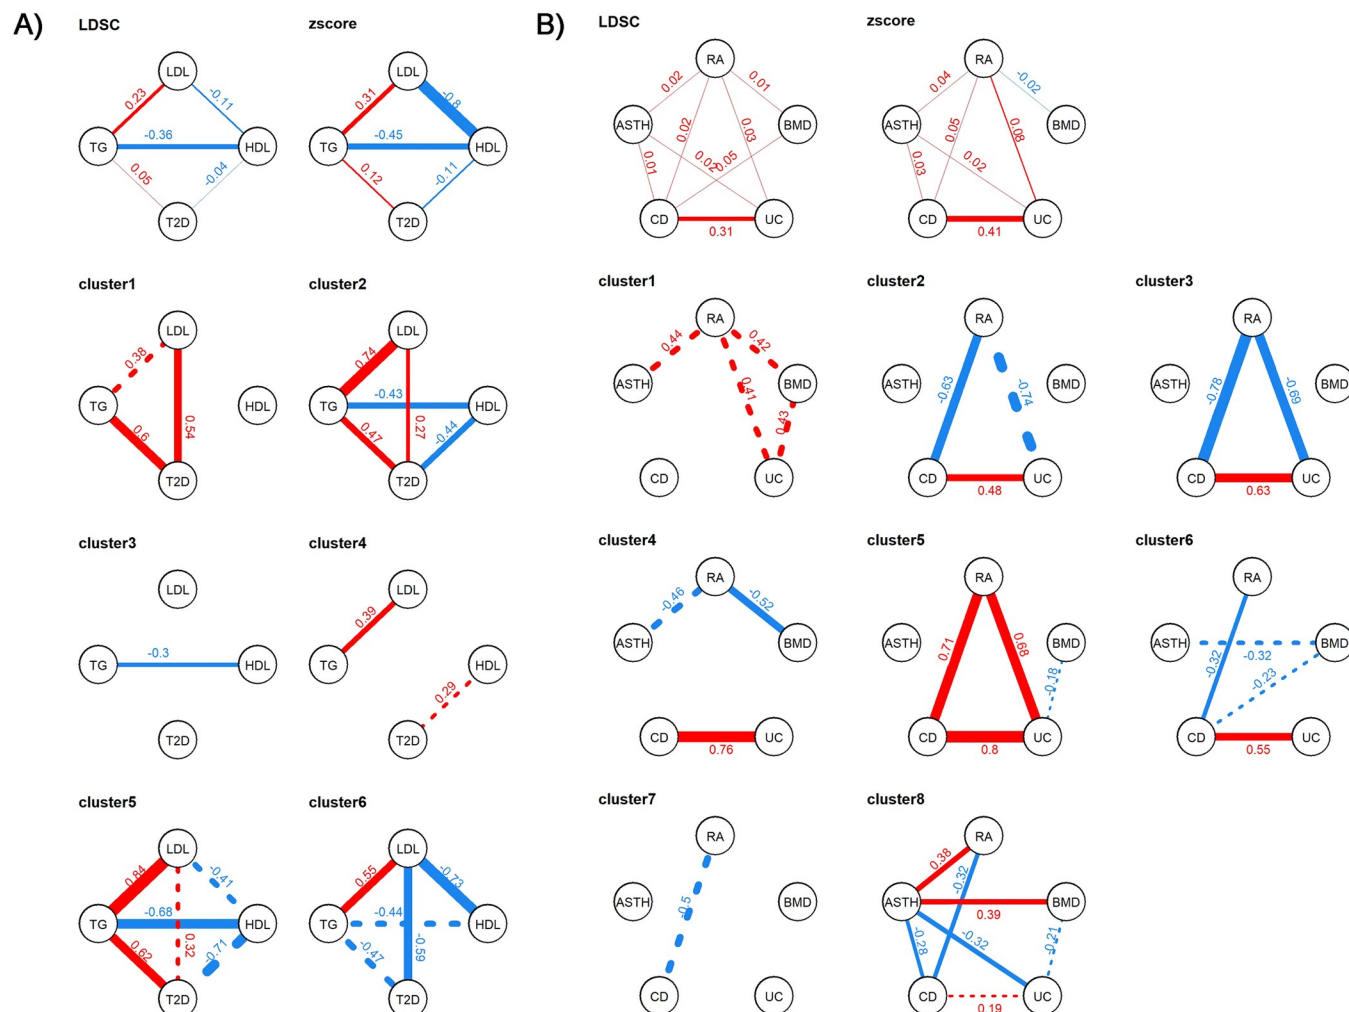 A) LDSC zscore B) LDSC zscore
LDL LDL RA RA
0.23 -0.11 0.31 -0.8 0.02 0.01 0.04 -0.02
TG -0.36 HDL TG -0.45 HDL ASTH BMD ASTH BMD
0.05 -0.04 0.12 -0.11 0.01 0.02 0.02 0.05 0.03 0.03 0.05 0.02 0.08
T2D T2D CD UC CD UC
0.31 0.41
cluster1 cluster2 cluster1 cluster2 cluster3
LDL LDL RA RA RA
0.38 0.74 0.44 0.42
TG HDL TG -0.43 HDL ASTH BMD ASTH BMD ASTH BMD
0.6 0.54 0.47 0.27 -0.44 0.41 0.43 -0.63 -0.74 -0.78 -0.69
T2D T2D CD UC CD UC CD UC
0.48 0.63
cluster3 cluster4 cluster4 cluster5 cluster6
LDL LDL RA RA RA
0.39 -0.46 -0.52
TG -0.3 HDL TG HDL ASTH BMD ASTH BMD ASTH BMD
0.29 0.71 0.68 -0.18 -0.32 -0.32 -0.23
T2D T2D CD UC CD UC CD UC
0.76 0.8 0.55
cluster5 cluster6 cluster7 cluster8
LDL LDL RA RA
0.84 -0.41 0.55 -0.73 0.38 -0.32
TG -0.68 HDL TG -0.44 HDL ASTH BMD ASTH BMD
0.62 0.32 -0.71 -0.47 -0.59 -0.5 0.39 -0.28 -0.32 -0.21
T2D T2D CD UC CD UC
0.19